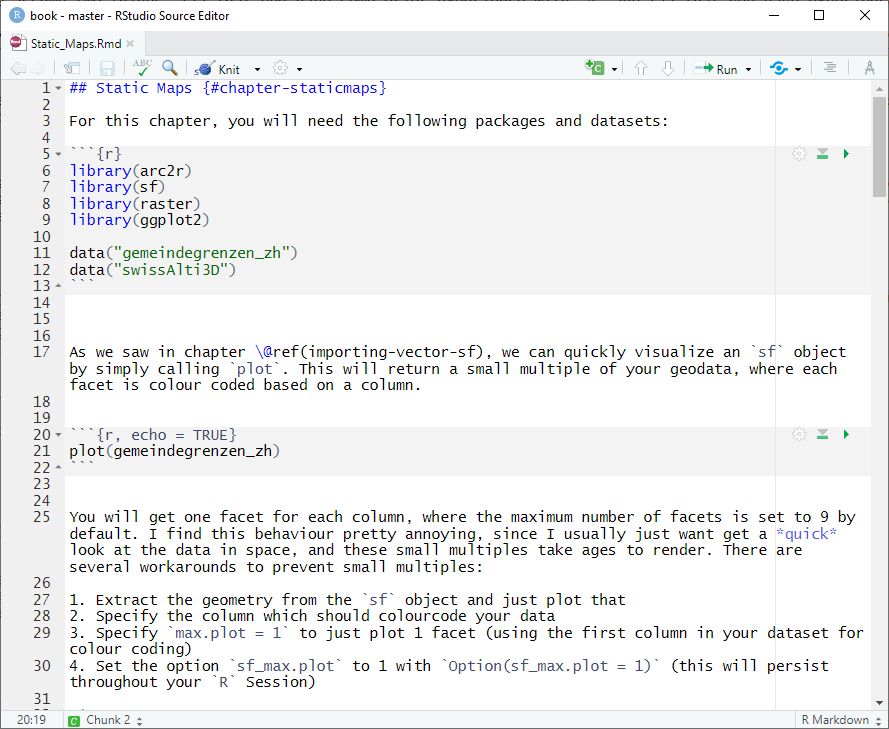 book - master - RStudio Source Editor
Static_Maps.Rmd
ABC Knit Run
1 ## Static Maps {#chapter-staticmaps}
2
3 For this chapter, you will need the following packages and datasets:
4
5 ```{r}
6 library(arc2r)
7 library(sf)
8 library(raster)
9 library(ggplot2)
10
11 data("gemeindegrenzen_zh")
12 data("swissAlti3D")
13 ```
14
15
16
17 As we saw in chapter \@ref(importing-vector-sf), we can quickly visualize an `sf` object
by simply calling `plot`. This will return a small multiple of your geodata, where each
facet is colour coded based on a column.
18
19
20 ```{r, echo = TRUE}
21 plot(gemeindegrenzen_zh)
22 ```
23
24
25 You will get one facet for each column, where the maximum number of facets is set to 9 by
default. I find this behaviour pretty annoying, since I usually just want get a *quick*
look at the data in space, and these small multiples take ages to render. There are
several workarounds to prevent small multiples:
26
27 1. Extract the geometry from the `sf` object and just plot that
28 2. Specify the column which should colourcode your data
29 3. Specify `max.plot = 1` to just plot 1 facet (using the first column in your dataset for
colour coding)
30 4. Set the option `sf_max.plot` to 1 with `Option(sf_max.plot = 1)` (this will persist
throughout your `R` Session)
31
20:19 C Chunk 2 R Markdown